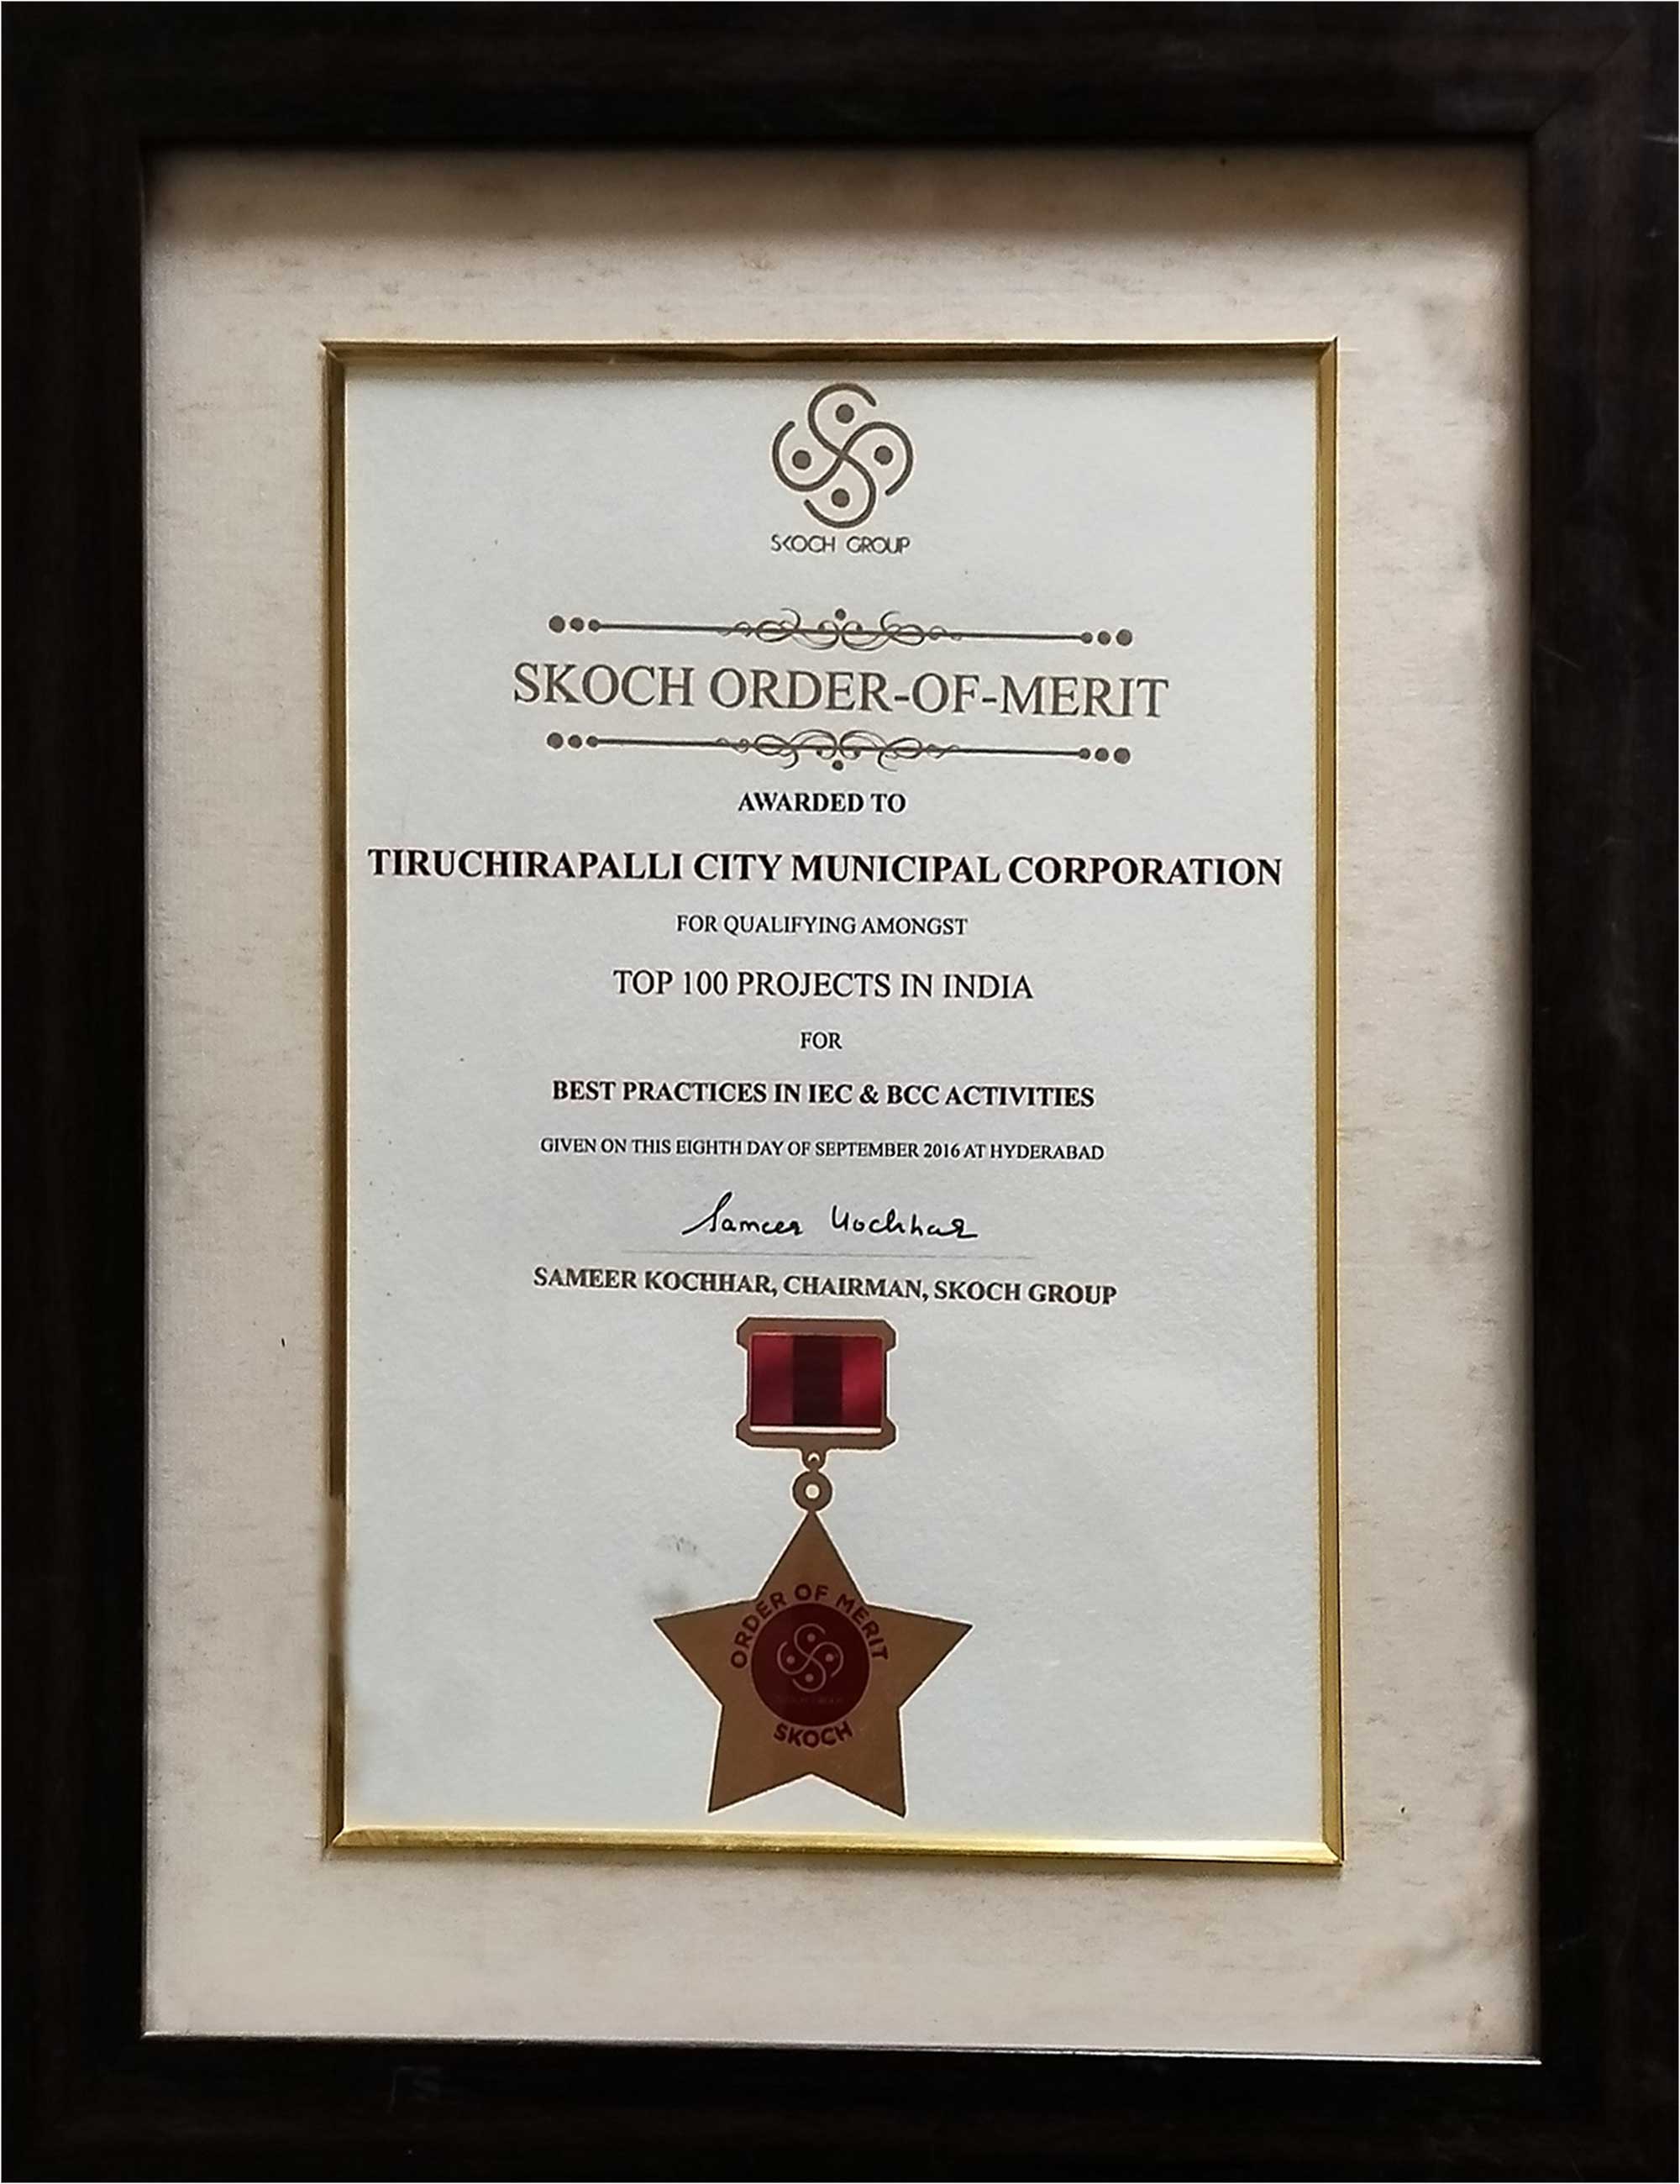 SKOCH GROUP
SKOCH ORDER-OF-MERIT
AWARDED TO
TIRUCHIRAPALLI CITY MUNICIPAL CORPORATION
FOR QUALIFYING AMONGST
TOP 100 PROJECTS IN INDIA
FOR
BEST PRACTICES IN IEC & BCC ACTIVITIES
GIVEN ON THIS EIGHTH DAY OF SEPTEMBER 2016 AT HYDERABAD
Sameer Kochhar
SAMEER KOCHHAR, CHAIRMAN, SKOCH GROUP
ORDER OF MERIT
SKOCH